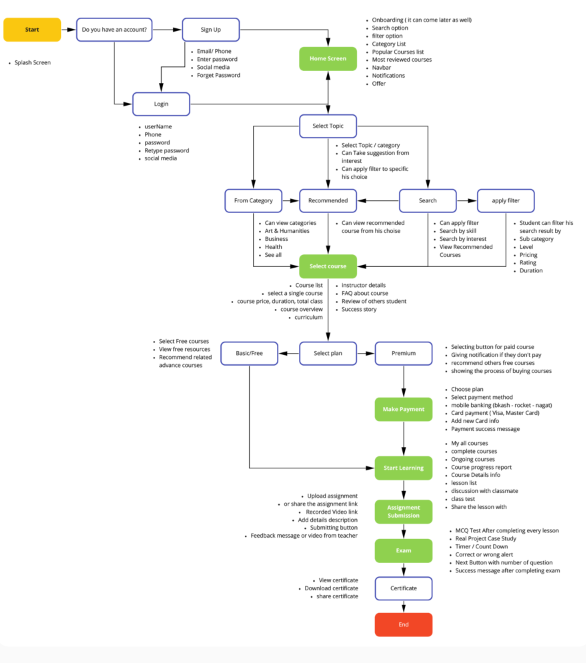 Start
Do you have an account?
Sign Up
Home Screen
• Splash Screen
• Onboarding ( it can come later as well)
• Search option
• filter option
• Category List
• Popular Courses list
• Most reviewed courses
• Navbar
• Notifications
• Offer
• Email/ Phone
• Enter password
• Social media
• Forget Password
Login
• userName
• Phone
• password
• Retype password
• social media
Select Topic
• Select Topic / category
• Can Take suggestion from
interest
• Can apply filter to specific
his choice
From Category
Recommended
Search
apply filter
• Can view categories
• Art & Humanities
• Business
• Health
• See all
• Can view recommended
course from his choise
• Can apply filter
• Search by skill
• Search by interest
• View Recommended
Courses
• Student can filter his
search result by
• Sub category
• Level
• Pricing
• Rating
• Duration
Select course
• Course list
• select a single course
• course price, duration, total class
• course overview
• curriculum
• Instructor details
• FAQ about course
• Review of others student
• Success story
• Select Free courses
• View free resources
• Recommend related
advance courses
Basic/Free
Select plan
Premium
• Selecting button for paid course
• Giving notification if they don't pay
• recommend others free courses
• showing the process of buying courses
Make Payment
• Choose plan
• Select payment method
• mobile banking (bkash - rocket - nagat)
• Card payment ( Visa, Master Card)
• Add new Card info
• Payment success message
Start Learning
• My all courses
• complete courses
• Ongoing courses
• Course progress report
• Course Details info
• lesson list
• discussion with classmate
• class test
• Share the lesson with
• Upload assignment
• or share the assignment link
• Recorded Video link
• Add details description
• Submitting button
• Feedback message or video from teacher
Assignment
Submission
Exam
• MCQ Test After completing every lesson
• Real Project Case Study
• Timer / Count Down
• Correct or wrong alert
• Next Button with number of question
• Success message after completing exam
• View certificate
• Download certificate
• share certificate
Certificate
End